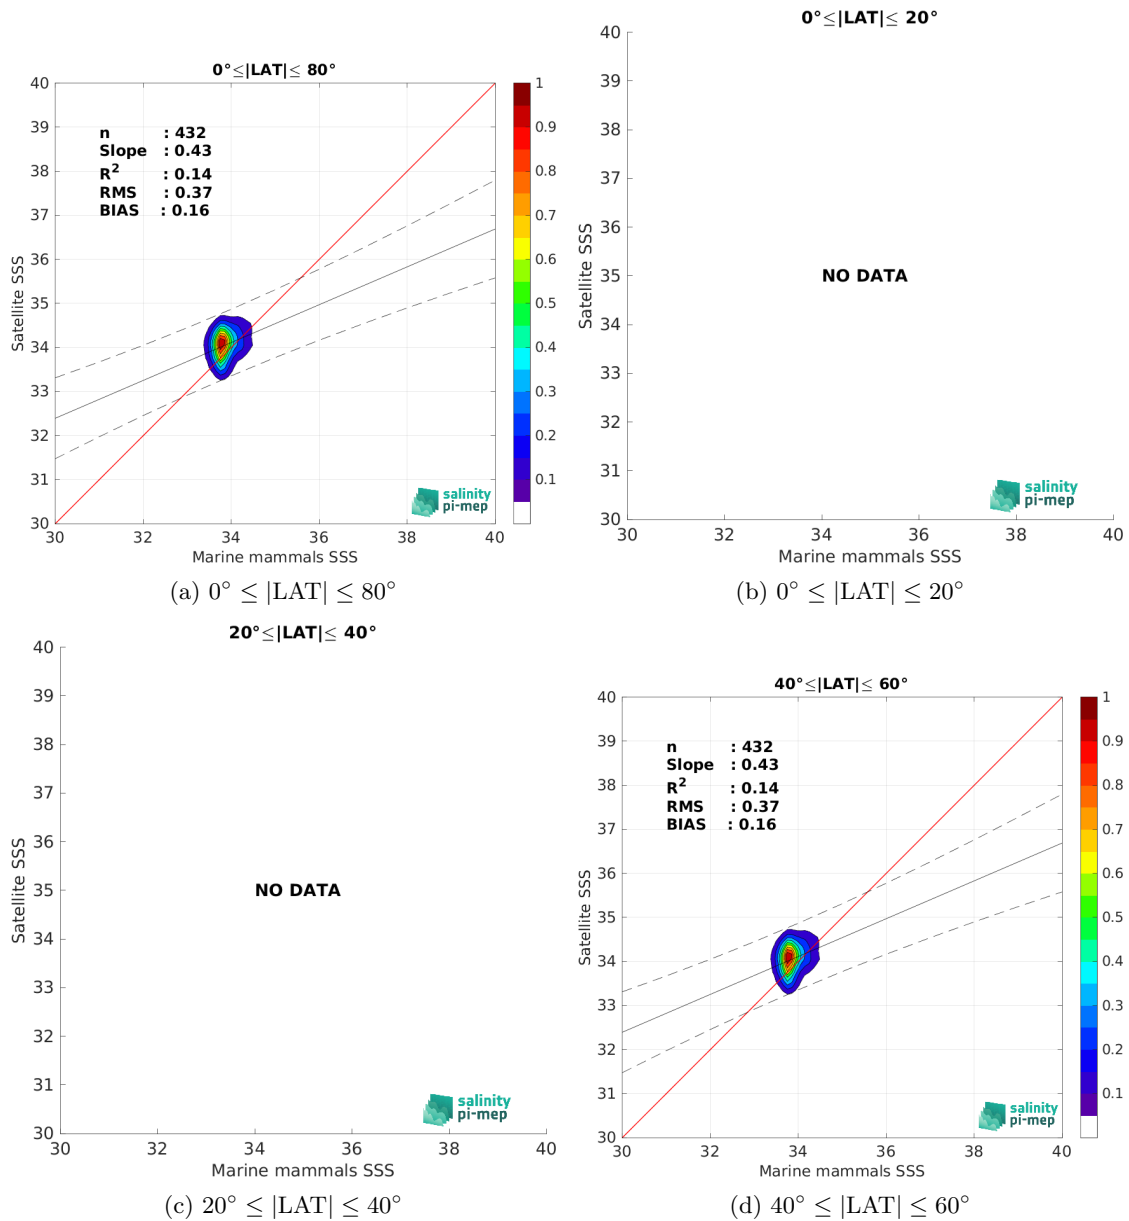 0°≤|LAT|≤ 80°
40
39
38
37
36
35
34
33
32
31
30
n : 432
Slope : 0.43
R² : 0.14
RMS : 0.37
BIAS : 0.16
Satellite SSS
salinity
pi-mep
30 32 34 36 38 40
Marine mammals SSS
1
0.9
0.8
0.7
0.6
0.5
0.4
0.3
0.2
0.1
(a) 0° ≤ |LAT| ≤ 80°
0°≤|LAT|≤ 20°
40
39
38
37
36
35
34
33
32
31
30
Satellite SSS
NO DATA
salinity
pi-mep
30 32 34 36 38 40
Marine mammals SSS
(b) 0° ≤ |LAT| ≤ 20°
20°≤|LAT|≤ 40°
40
39
38
37
36
35
34
33
32
31
30
Satellite SSS
NO DATA
salinity
pi-mep
30 32 34 36 38 40
Marine mammals SSS
(c) 20° ≤ |LAT| ≤ 40°
40°≤|LAT|≤ 60°
40
39
38
37
36
35
34
33
32
31
30
n : 432
Slope : 0.43
R² : 0.14
RMS : 0.37
BIAS : 0.16
Satellite SSS
salinity
pi-mep
30 32 34 36 38 40
Marine mammals SSS
1
0.9
0.8
0.7
0.6
0.5
0.4
0.3
0.2
0.1
(d) 40° ≤ |LAT| ≤ 60°